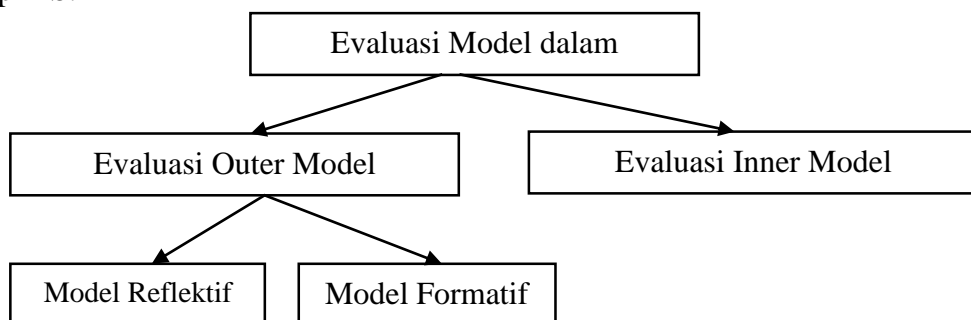 Evaluasi Model dalam
Evaluasi Outer Model
Evaluasi Inner Model
Model Reflektif
Model Formatif